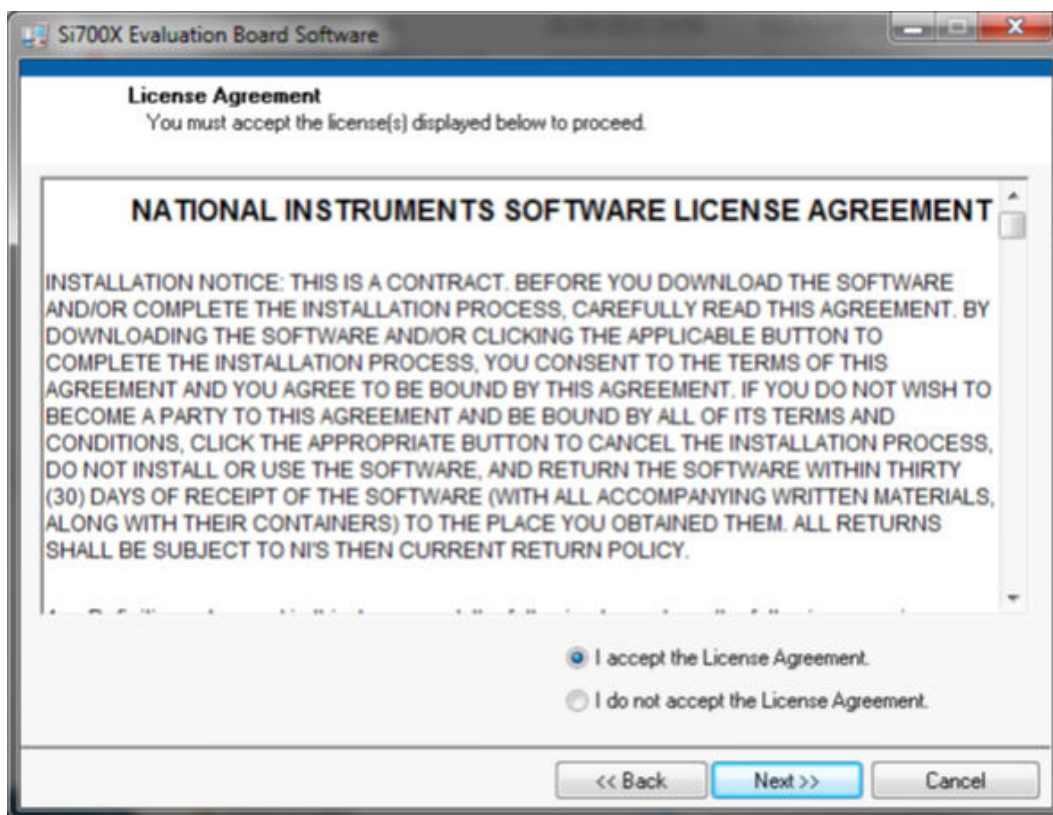 Si700X Evaluation Board Software
License Agreement
You must accept the license(s) displayed below to proceed.
NATIONAL INSTRUMENTS SOFTWARE LICENSE AGREEMENT
INSTALLATION NOTICE: THIS IS A CONTRACT. BEFORE YOU DOWNLOAD THE SOFTWARE
AND/OR COMPLETE THE INSTALLATION PROCESS, CAREFULLY READ THIS AGREEMENT. BY
DOWNLOADING THE SOFTWARE AND/OR CLICKING THE APPLICABLE BUTTON TO
COMPLETE THE INSTALLATION PROCESS, YOU CONSENT TO THE TERMS OF THIS
AGREEMENT AND YOU AGREE TO BE BOUND BY THIS AGREEMENT. IF YOU DO NOT WISH TO
BECOME A PARTY TO THIS AGREEMENT AND BE BOUND BY ALL OF ITS TERMS AND
CONDITIONS, CLICK THE APPROPRIATE BUTTON TO CANCEL THE INSTALLATION PROCESS,
DO NOT INSTALL OR USE THE SOFTWARE, AND RETURN THE SOFTWARE WITHIN THIRTY
(30) DAYS OF RECEIPT OF THE SOFTWARE (WITH ALL ACCOMPANYING WRITTEN MATERIALS,
ALONG WITH THEIR CONTAINERS) TO THE PLACE YOU OBTAINED THEM. ALL RETURNS
SHALL BE SUBJECT TO NI'S THEN CURRENT RETURN POLICY.
I accept the License Agreement.
I do not accept the License Agreement.
<< Back Next >> Cancel